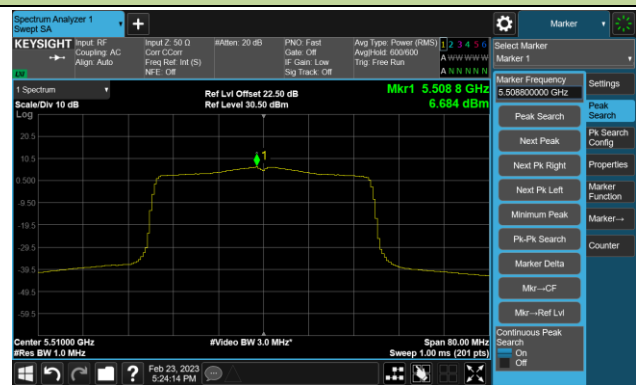 Spectrum Analyzer 1
Swept SA
Marker
KEYSIGHT
Input: RF
Coupling: AC
Align: Auto
Input Z: 50 Ω
Corr CCorr
Freq Ref: Int (S)
NFE: Off
#Atten: 20 dB
PNO: Fast
Gate: Off
IF Gain: Low
Sig Track: Off
Avg Type: Power (RMS)
Avg|Hold: 600/600
Trig: Free Run
1 2 3 4 5 6
A W W W W W
A N N N N N
Select Marker
Marker 1
1 Spectrum
Scale/Div 10 dB
Log
Ref Lvl Offset 22.50 dB
Ref Level 30.50 dBm
Mkr1 5.508 8 GHz
6.684 dBm
1
20.5
10.5
0.500
-9.50
-19.5
-29.5
-39.5
-49.5
-59.5
Center 5.51000 GHz
#Res BW 1.0 MHz
#Video BW 3.0 MHz*
Span 80.00 MHz
Sweep 1.00 ms (201 pts)
Marker Frequency
5.508800000 GHz
Peak Search
Next Peak
Next Pk Right
Next Pk Left
Minimum Peak
Pk-Pk Search
Marker Delta
Mkr→CF
Mkr→Ref Lvl
Continuous Peak
Search
On
Off
Settings
Peak
Search
Pk Search
Config
Properties
Marker
Function
Marker→
Counter
Feb 23, 2023
5:24:14 PM